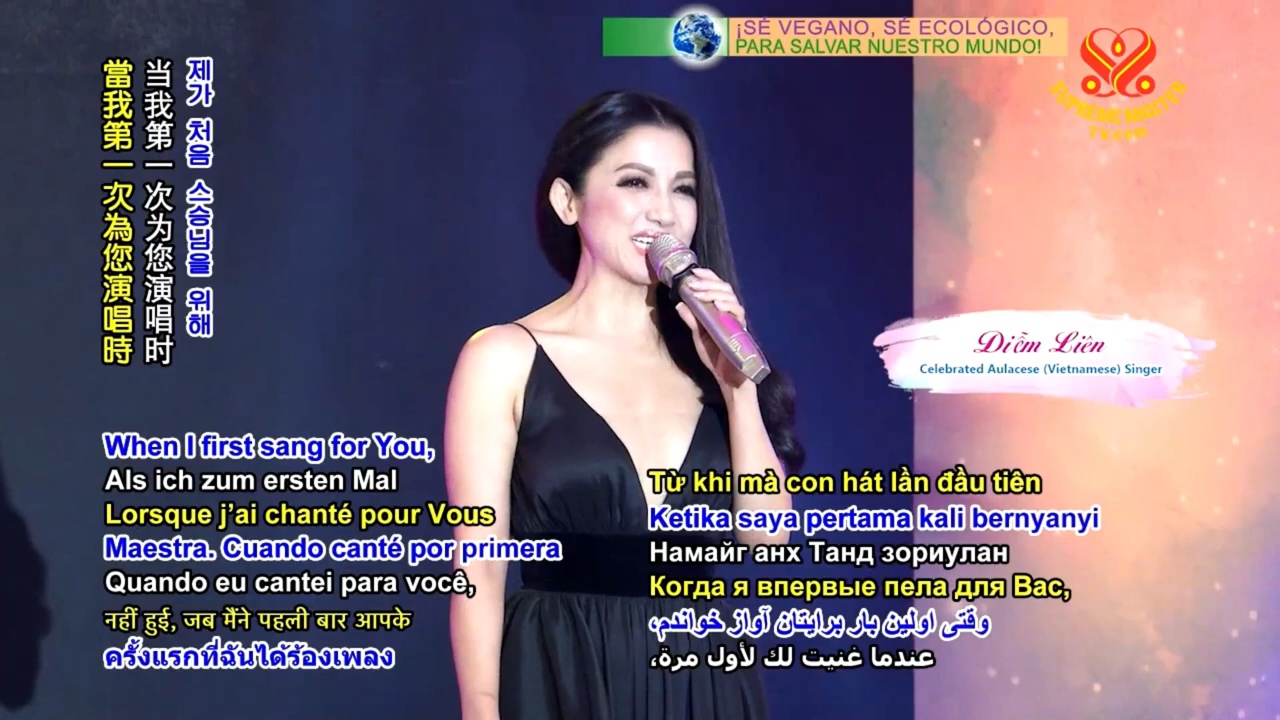 ¡SÉ VEGANO, SÉ ECOLÓGICO,
PARA SALVAR NUESTRO MUNDO!
SUPREME MASTER
TV.COM
當我第一次為您演唱時
当我第一次为您演唱时
제가 처음 스승님을 위해
Diễm Liên
Celebrated Aulacese (Vietnamese) Singer
When I first sang for You,
Als ich zum ersten Mal
Lorsque j’ai chanté pour Vous
Maestra. Cuando canté por primera
Quando eu cantei para você,
नहीं हुई, जब मैंने पहली बार आपके
ครั้งแรกที่ฉันได้ร้องเพลง
Từ khi mà con hát lần đầu tiên
Ketika saya pertama kali bernyanyi
Намайг анх Танд зориулан
Когда я впервые пела для Вас,
وقتی اولین بار برایتان آواز خواندم،
عندما غنيت لك لأول مرة،